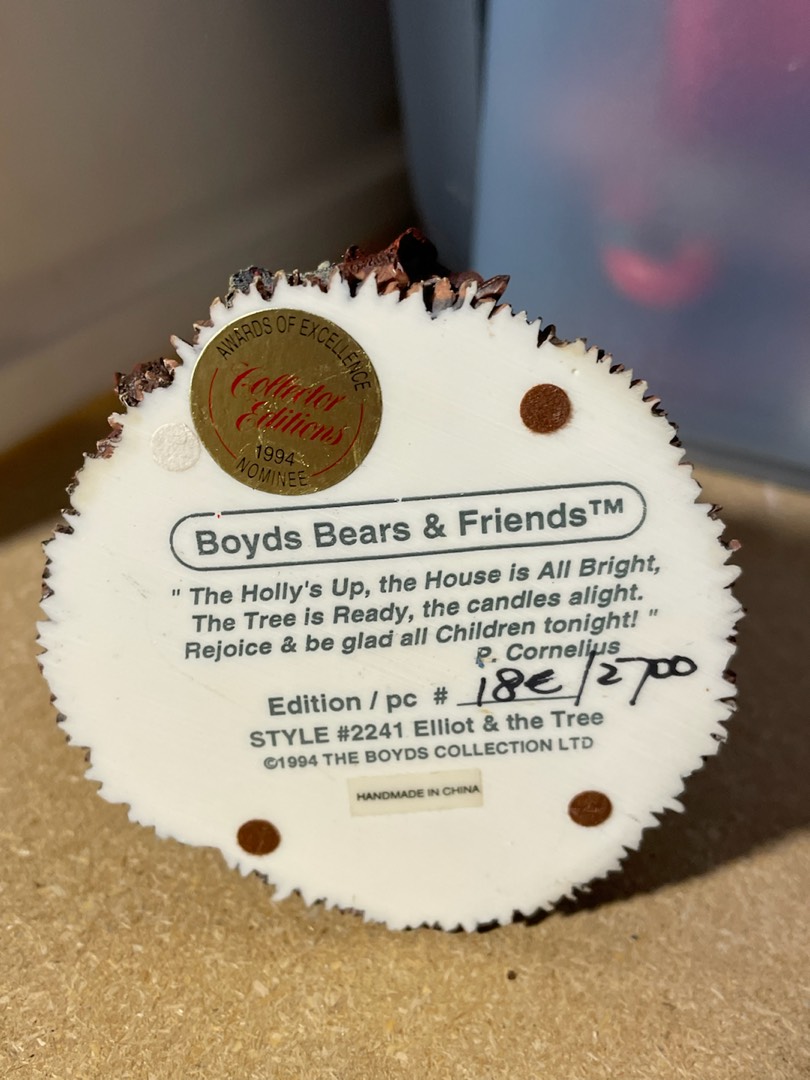 AWARDS OF EXCELLENCE
Collector
Editions
1994
NOMINEE
Boyds Bears & Friends™
" The Holly's Up, the House is All Bright,
The Tree is Ready, the candles alight.
Rejoice & be glad all Children tonight! "
P. Cornelius
Edition / pc # 18E/2700
STYLE #2241 Elliot & the Tree
©1994 THE BOYDS COLLECTION LTD
HANDMADE IN CHINA